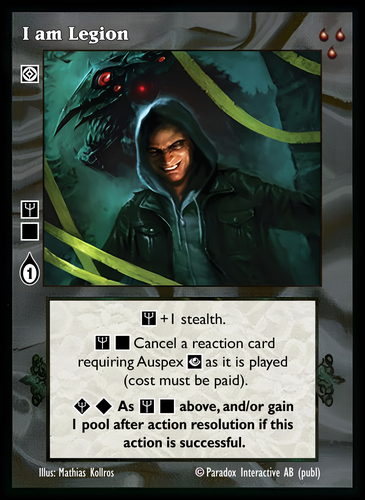 I am Legion
1
+1 stealth.
Cancel a reaction card
requiring Auspex as it is played
(cost must be paid).
As above, and/or gain
1 pool after action resolution if this
action is successful.
Illus: Mathias Kollros © Paradox Interactive AB (publ)